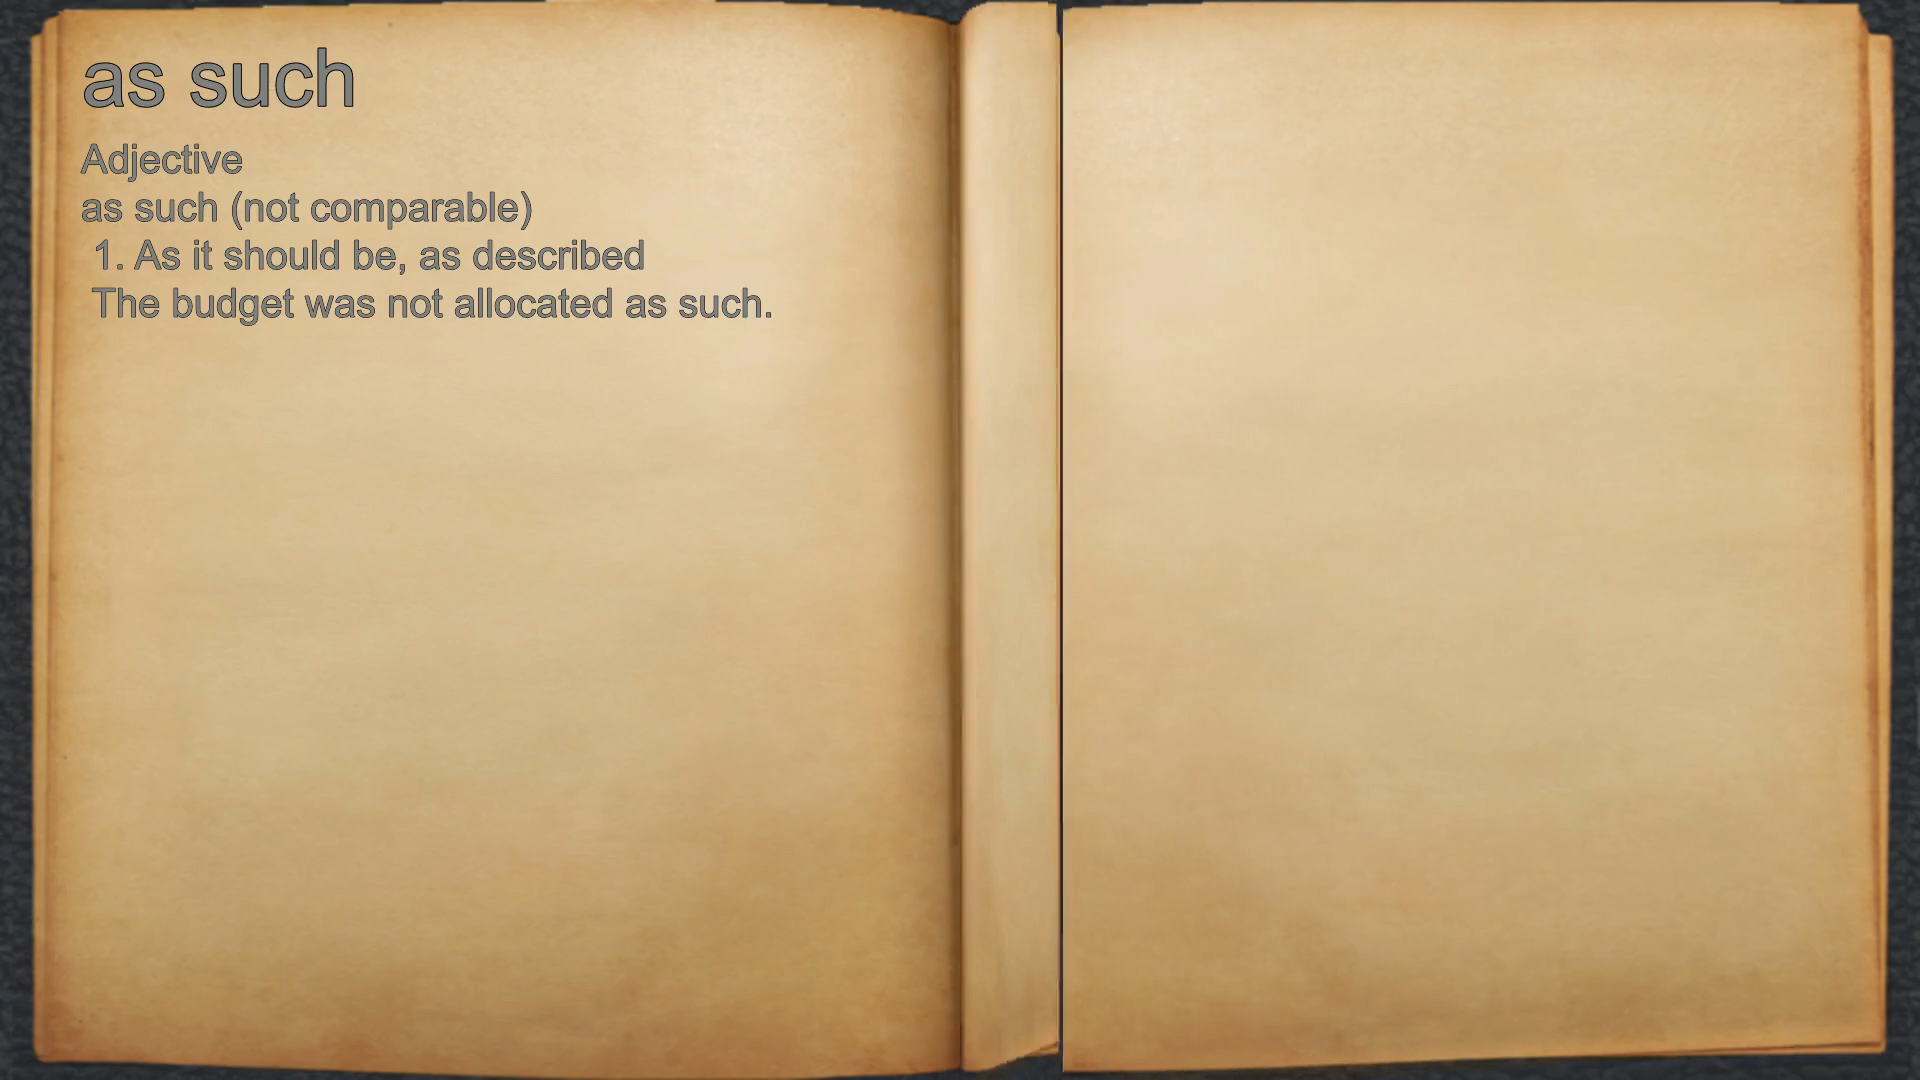 as such
Adjective
as such (not comparable)
1. As it should be, as described
The budget was not allocated as such.